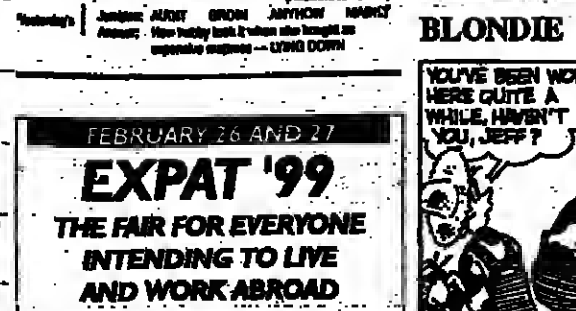 Yesterday's
Jumbles: AUDIT GROIN ANYHOW
Answer: How hubby took it when she bought an
expensive mattress — LYING DOWN
FEBRUARY 26 AND 27
EXPAT '99
THE FAIR FOR EVERYONE
INTENDING TO LIVE
AND WORK ABROAD
BLONDIE
YOU'VE BEEN
HERE QUITE A
WHILE, HAVEN'T
YOU, JEFF?